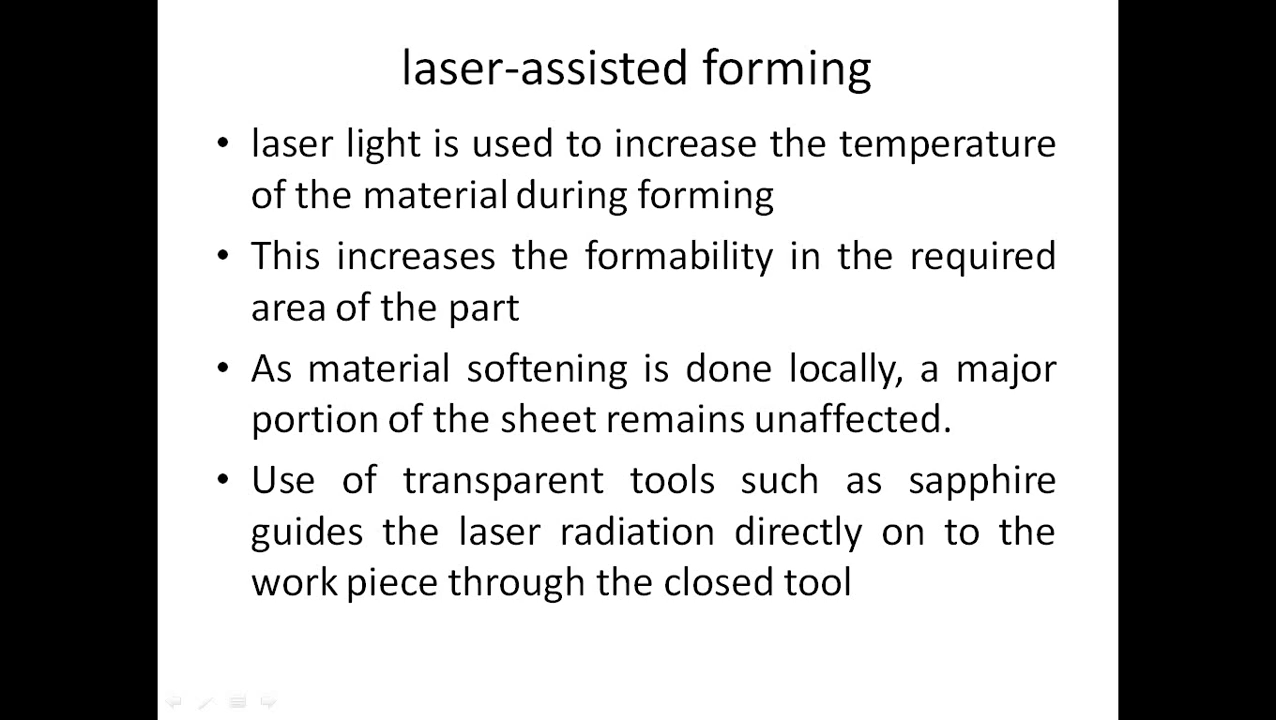 laser-assisted forming
• laser light is used to increase the temperature
of the material during forming
• This increases the formability in the required
area of the part
• As material softening is done locally, a major
portion of the sheet remains unaffected.
• Use of transparent tools such as sapphire
guides the laser radiation directly on to the
work piece through the closed tool